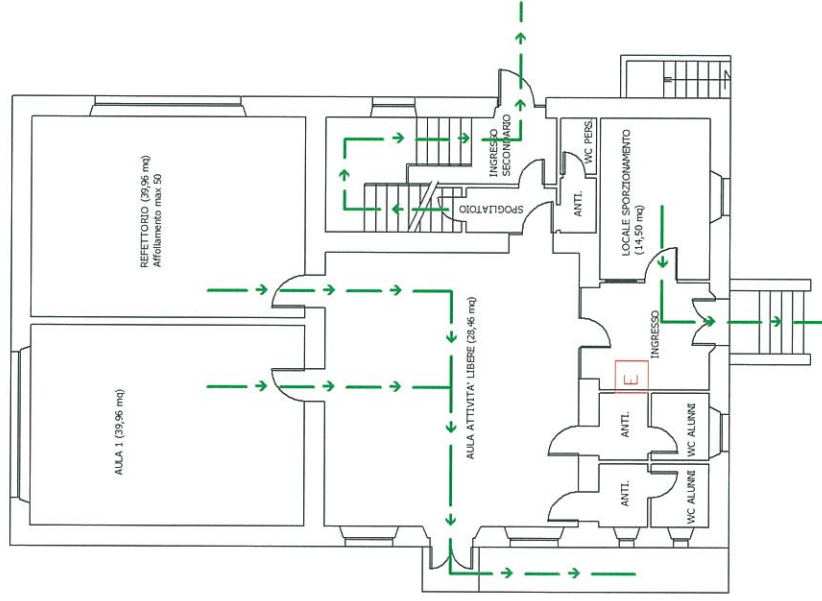 REFETTORIO (39,96 mq)
Affollamento max 50
AULA 1 (39,96 mq)
INGRESSO
SECONDARIO
SPOGLIATOIO
WC PERS.
ANTI.
LOCALE SPORZIONAMENTO
(14,50 mq)
AULA ATTIVITA' LIBERE (28,46 mq)
INGRESSO
E
ANTI.
WC ALUNNI
ANTI.
WC ALUNNI